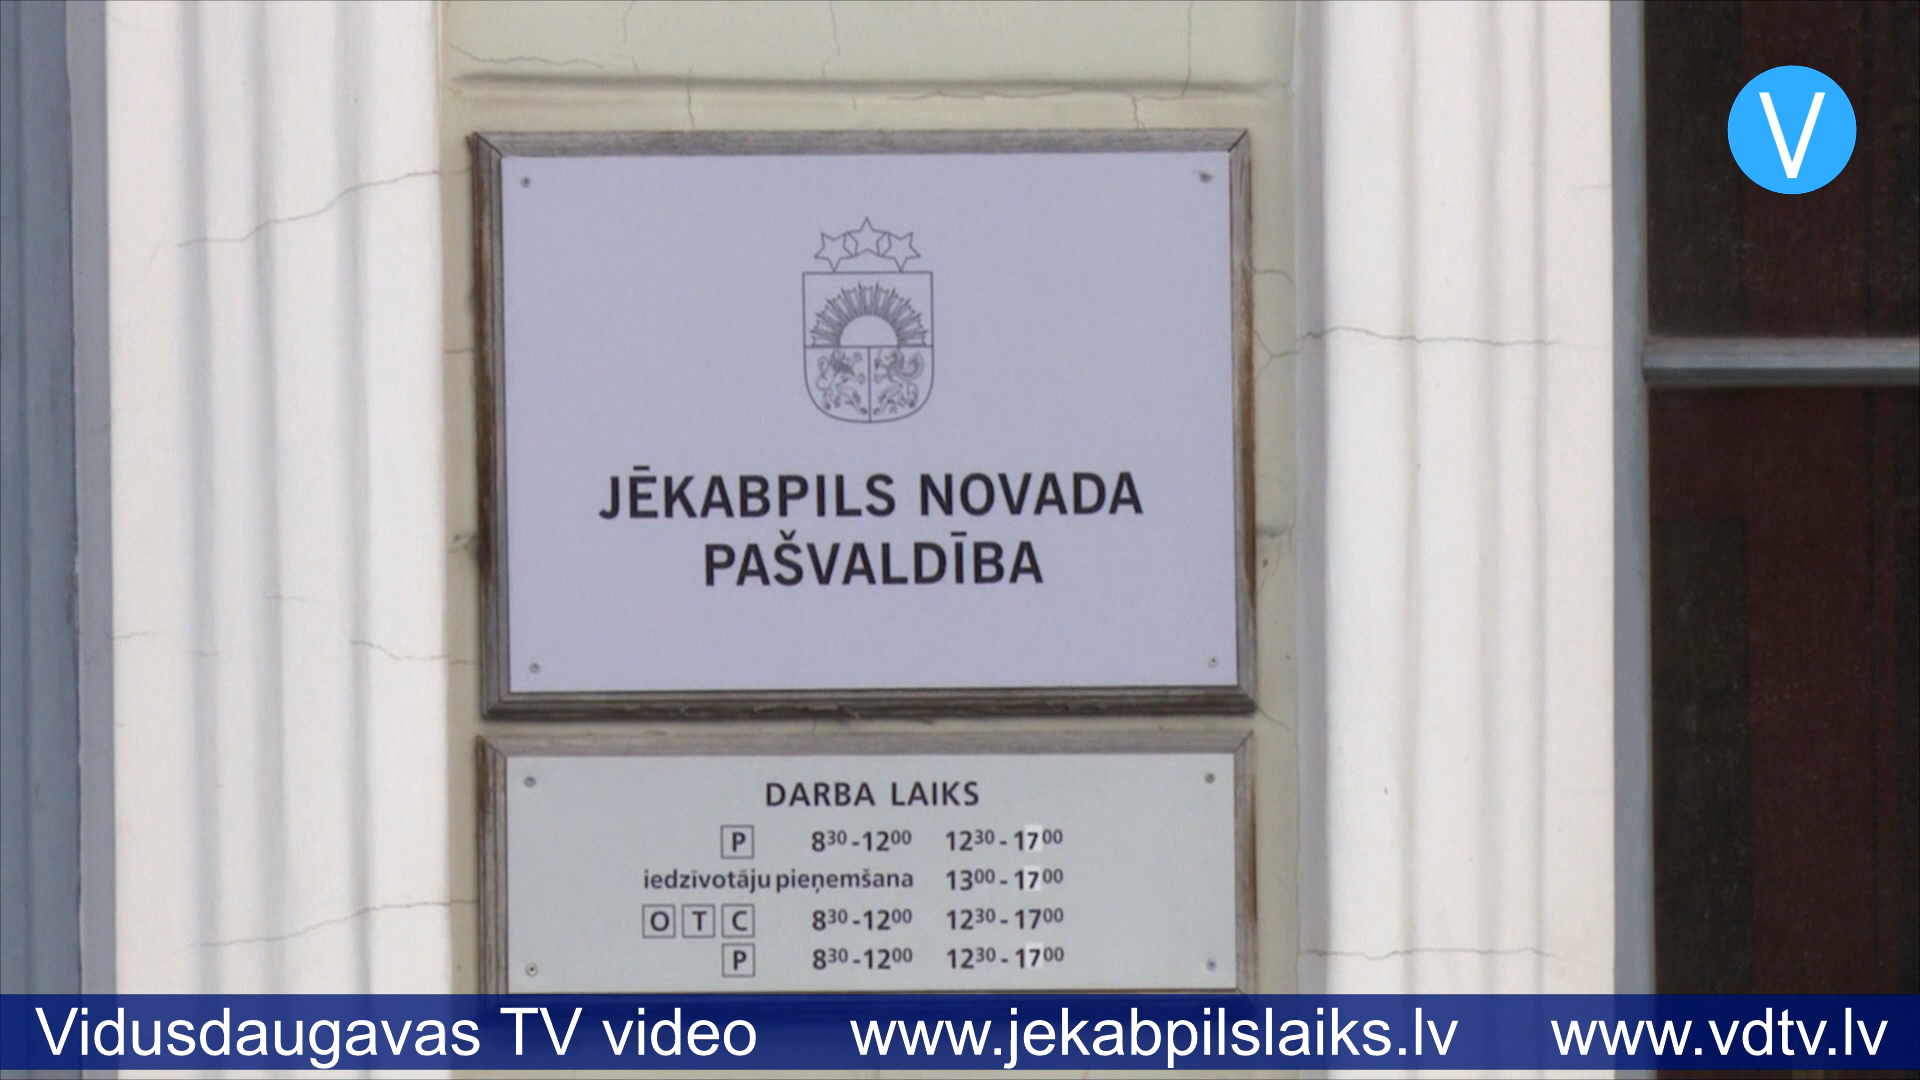 V
JĒKABPILS NOVADA
PAŠVALDĪBA
DARBA LAIKS
P 8³⁰-12⁰⁰ 12³⁰-17⁰⁰
iedzīvotāju pieņemšana 13⁰⁰-17⁰⁰
O T C 8³⁰-12⁰⁰ 12³⁰-17⁰⁰
P 8³⁰-12⁰⁰ 12³⁰-17⁰⁰
Vidusdaugavas TV video www.jekabpilslaiks.lv www.vdtv.lv